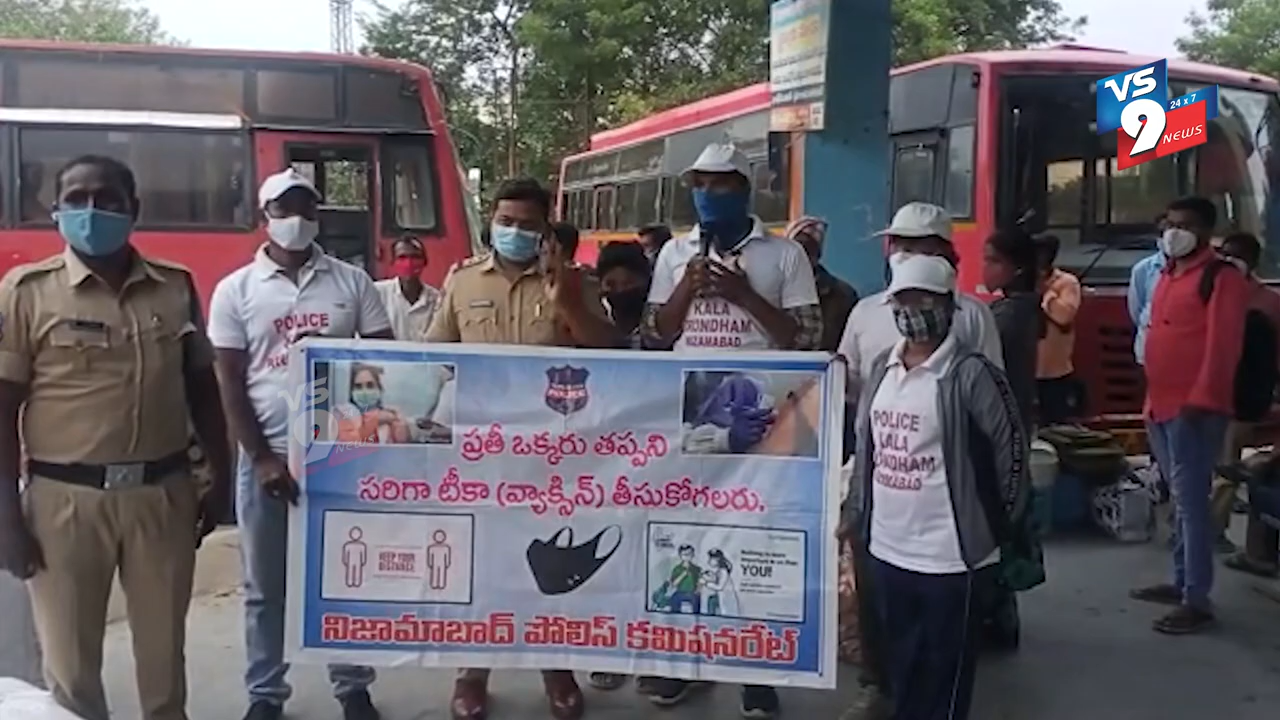 VS
24 x 7
9
NEWS
POLICE
KALA
BRUNDHAM
NIZAMABAD
POLICE
POLICE
KALA
NIZAMABAD
ప్రతీ ఒక్కరు తప్పని
సరిగా టీకా (వ్యాక్సిన్) తీసుకోగలరు.
KEEP YOUR
DISTANCE
YOU!
నిజామాబాద్ పోలిస్ కమిషనరేట్